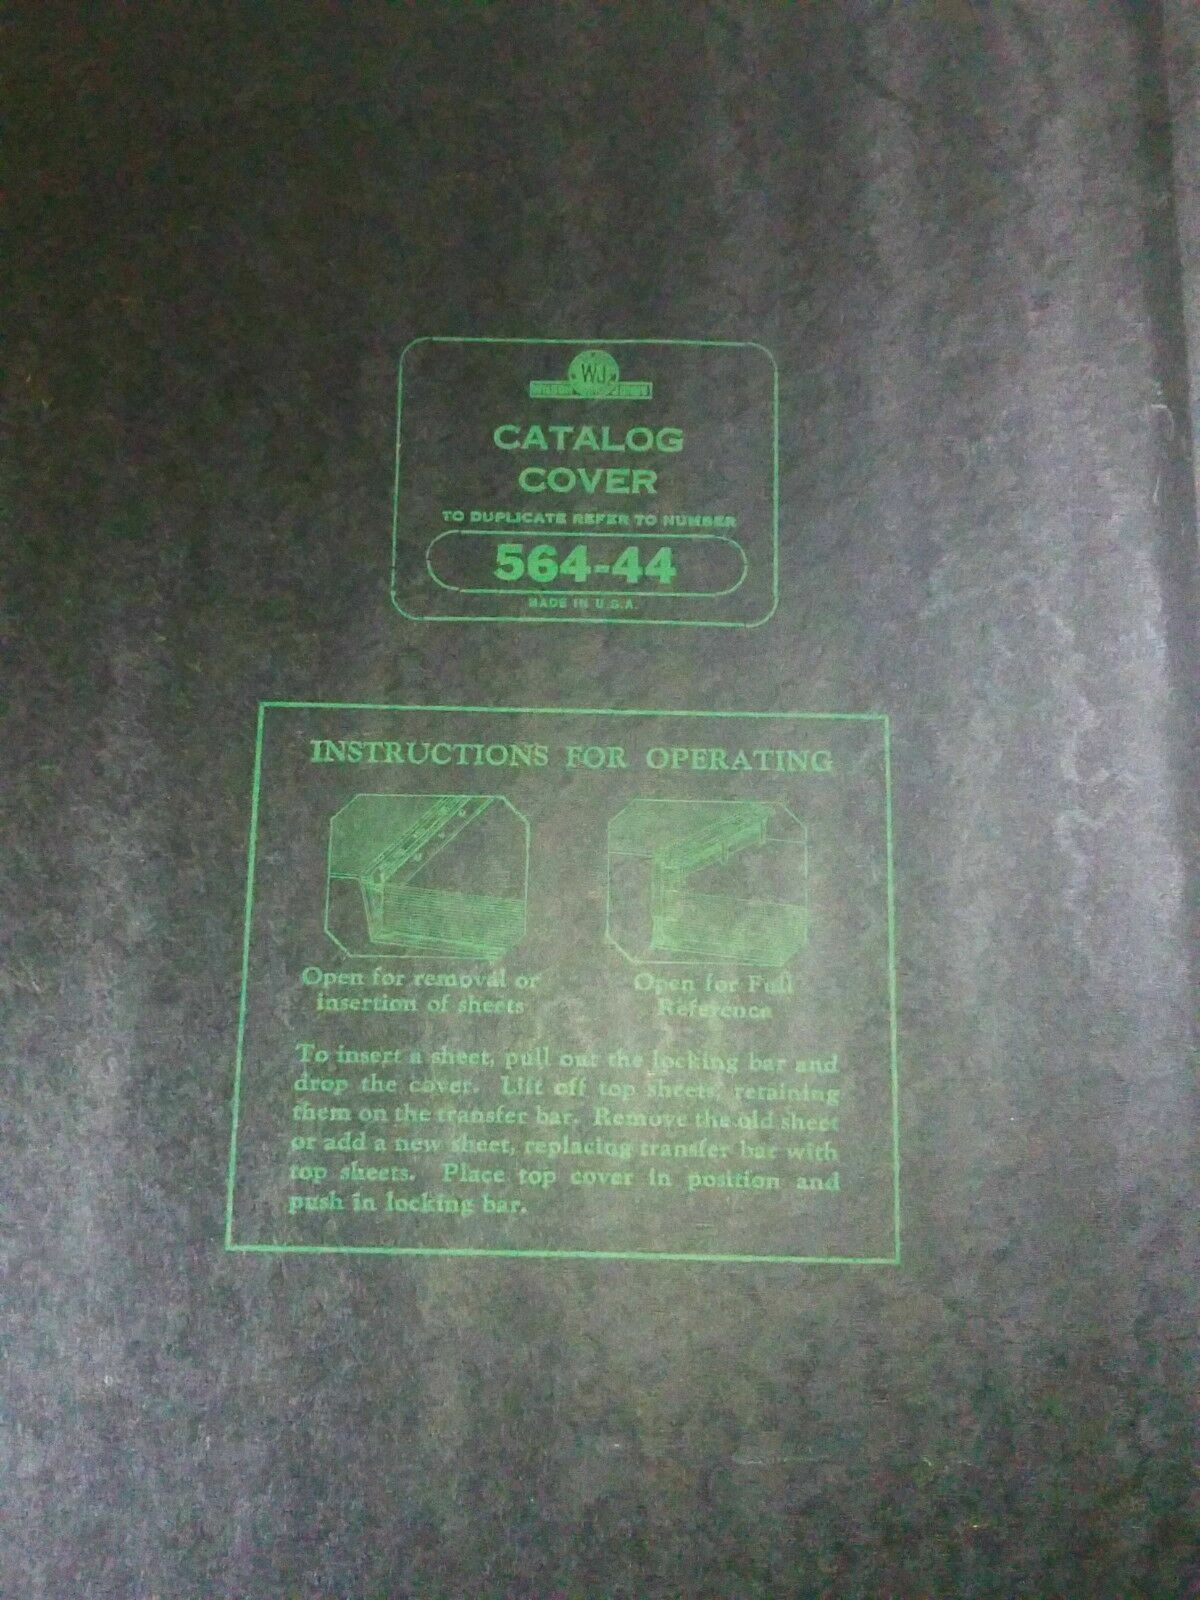 WJ
CATALOG
COVER
TO DUPLICATE REFER TO NUMBER
564-44
MADE IN U.S.A.
INSTRUCTIONS FOR OPERATING
Open for removal or
insertion of sheets
Open for Full
Reference
To insert a sheet, pull out the locking bar and
drop the cover. Lift off top sheets, retaining
them on the transfer bar. Remove the old sheet
or add a new sheet, replacing transfer bar with
top sheets. Place top cover in position and
push in locking bar.